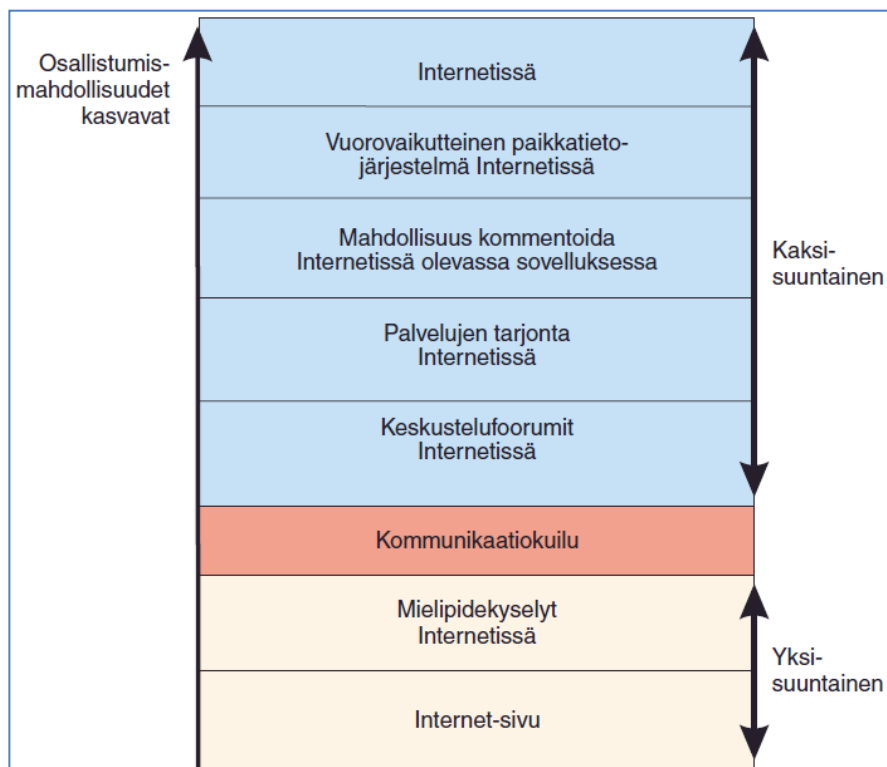 Osallistumis-
mahdollisuudet
kasvavat
Internetissä
Vuorovaikutteinen paikkatieto-
järjestelmä Internetissä
Mahdollisuus kommentoida
Internetissä olevassa sovelluksessa
Kaksi-
suuntainen
Palvelujen tarjonta
Internetissä
Keskustelufoorumit
Internetissä
Kommunikaatiokuilu
Mielipidekyselyt
Internetissä
Yksi-
suuntainen
Internet-sivu